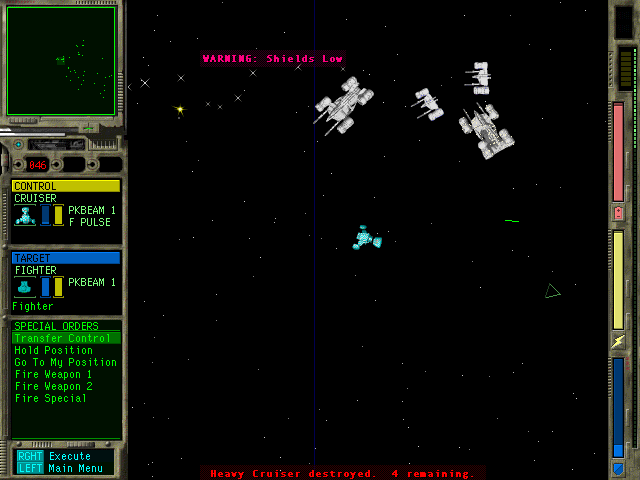 WARNING: Shields Low
046
CONTROL
CRUISER
PKBEAM 1
F PULSE
TARGET
FIGHTER
PKBEAM 1
Fighter
SPECIAL ORDERS
Transfer Control
Hold Position
Go To My Position
Fire Weapon 1
Fire Weapon 2
Fire Special
RGHT Execute
LEFT Main Menu
Heavy Cruiser destroyed. 4 remaining.